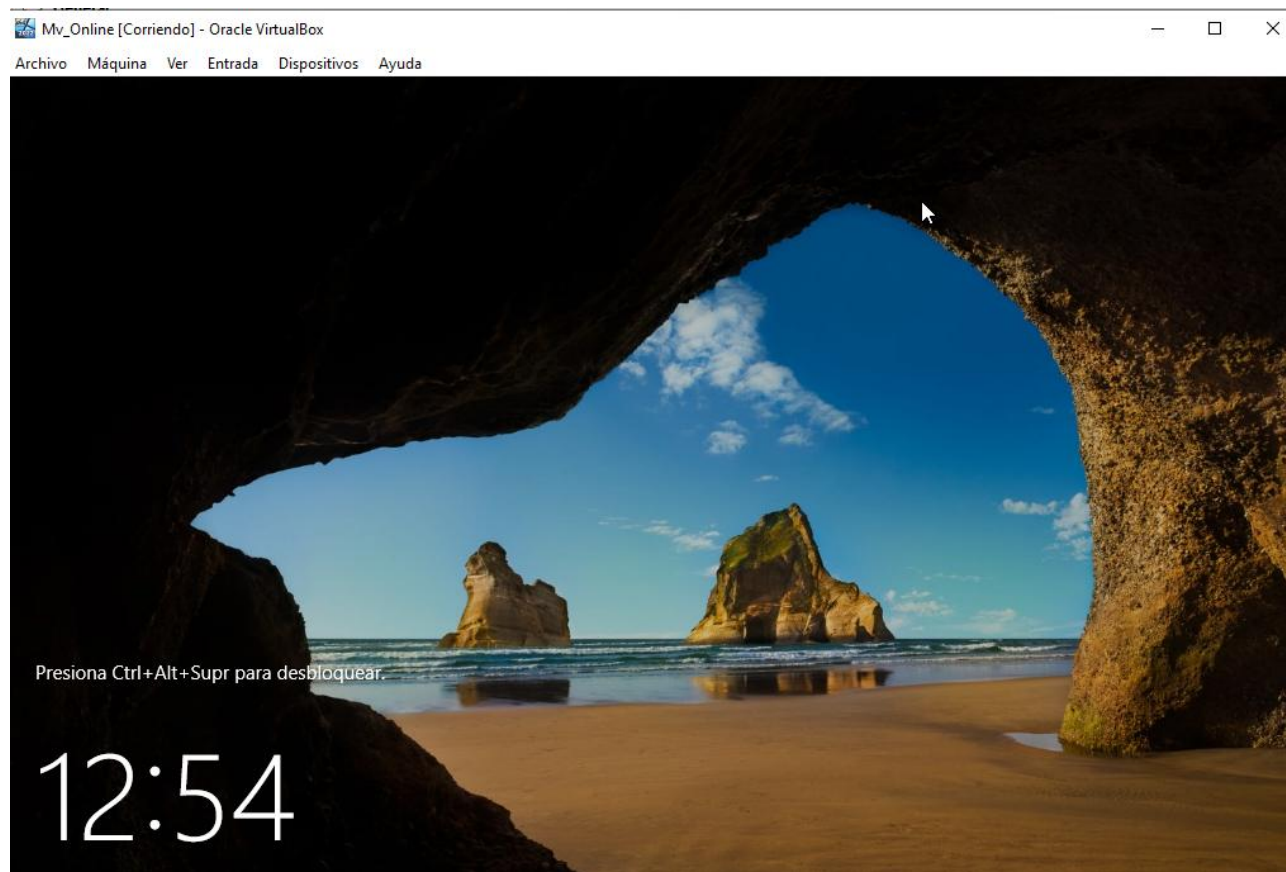 Mv_Online [Corriendo] - Oracle VirtualBox
Archivo Máquina Ver Entrada Dispositivos Ayuda
Presiona Ctrl+Alt+Supr para desbloquear.
12:54